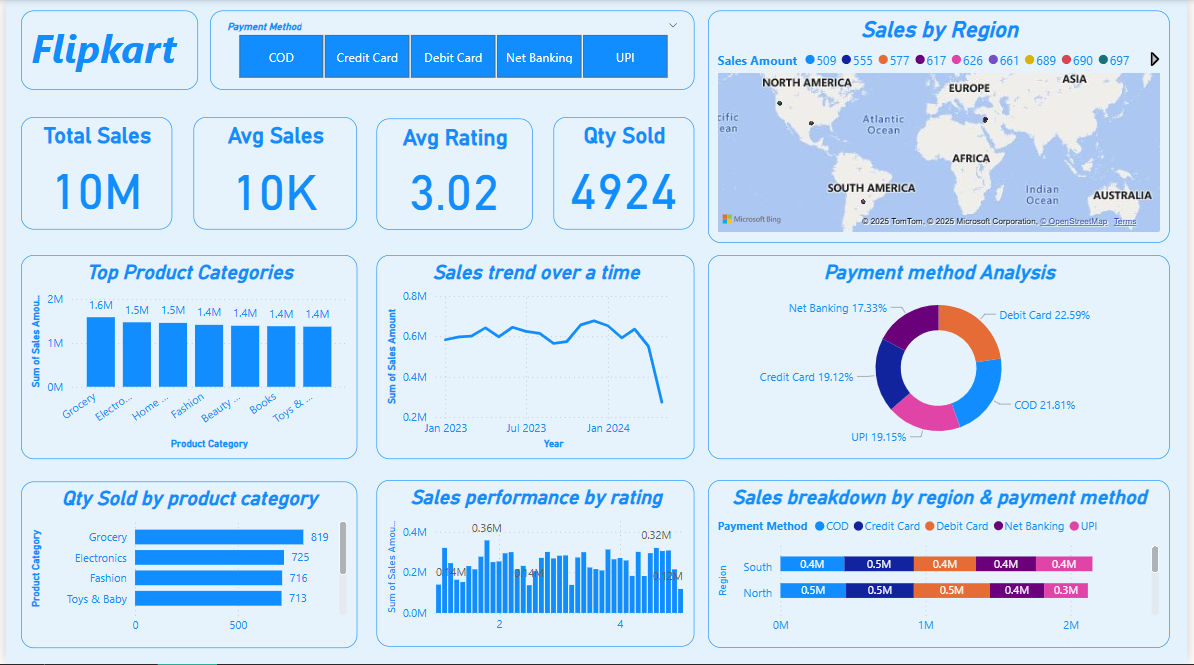 Flipkart
Payment Method
COD Credit Card Debit Card Net Banking UPI
Total Sales
10M
Avg Sales
10K
Avg Rating
3.02
Qty Sold
4924
Sales by Region
Sales Amount 509 555 577 617 626 661 689 690 697
NORTH AMERICA
EUROPE
ASIA
cific
ean
Atlantic
Ocean
AFRICA
SOUTH AMERICA
Indian
Ocean
AUSTRALIA
Microsoft Bing
© 2025 TomTom, © 2025 Microsoft Corporation, © OpenStreetMap Terms
Top Product Categories
Sum of Sales Amou...
2M
1M
0M
1.6M 1.5M 1.5M 1.4M 1.4M 1.4M 1.4M
Grocery Electro... Home ... Fashion Beauty ... Books Toys & ...
Product Category
Sales trend over a time
Sum of Sales Amount
0.8M
0.6M
0.4M
0.2M
Jan 2023 Jul 2023 Jan 2024
Year
Payment method Analysis
Net Banking 17.33%
Debit Card 22.59%
Credit Card 19.12%
COD 21.81%
UPI 19.15%
Qty Sold by product category
Product Category
Grocery 819
Electronics 725
Fashion 716
Toys & Baby 713
0 500
Sales performance by rating
Sum of Sales Amou...
0.4M
0.2M
0.0M
0.36M
0.32M
0.14M
0.14M
0.12M
2 4
Sales breakdown by region & payment method
Payment Method COD Credit Card Debit Card Net Banking UPI
Region
South 0.4M 0.5M 0.4M 0.4M 0.4M
North 0.5M 0.5M 0.5M 0.4M 0.3M
0M 1M 2M